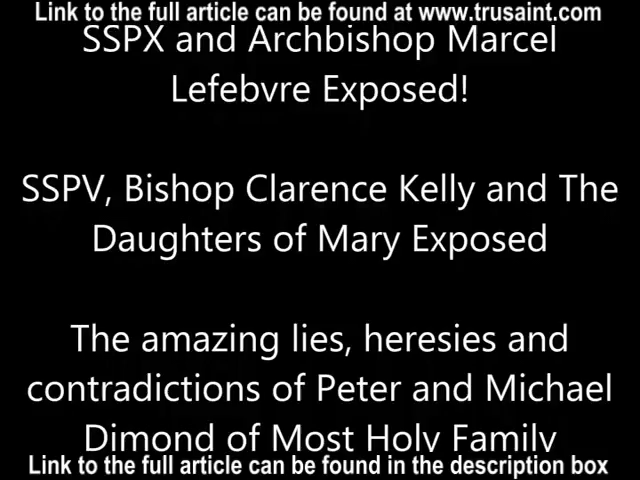 Link to the full article can be found at www.trusaint.com
SSPX and Archbishop Marcel
Lefebvre Exposed!
SSPV, Bishop Clarence Kelly and The
Daughters of Mary Exposed
The amazing lies, heresies and
contradictions of Peter and Michael
Dimond of Most Holy Family
Link to the full article can be found in the description box